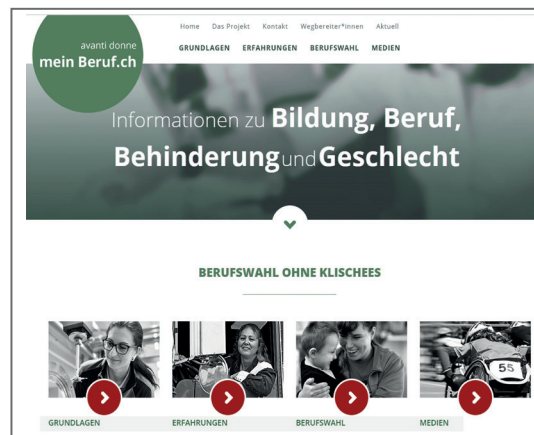 avanti donne
mein Beruf.ch
Home Das Projekt Kontakt Wegbereiter*innen Aktuell
GRUNDLAGEN ERFAHRUNGEN BERUFSWAHL MEDIEN
Informationen zu Bildung, Beruf,
Behinderung und Geschlecht
BERUFSWAHL OHNE KLISCHEES
55
GRUNDLAGEN ERFAHRUNGEN BERUFSWAHL MEDIEN